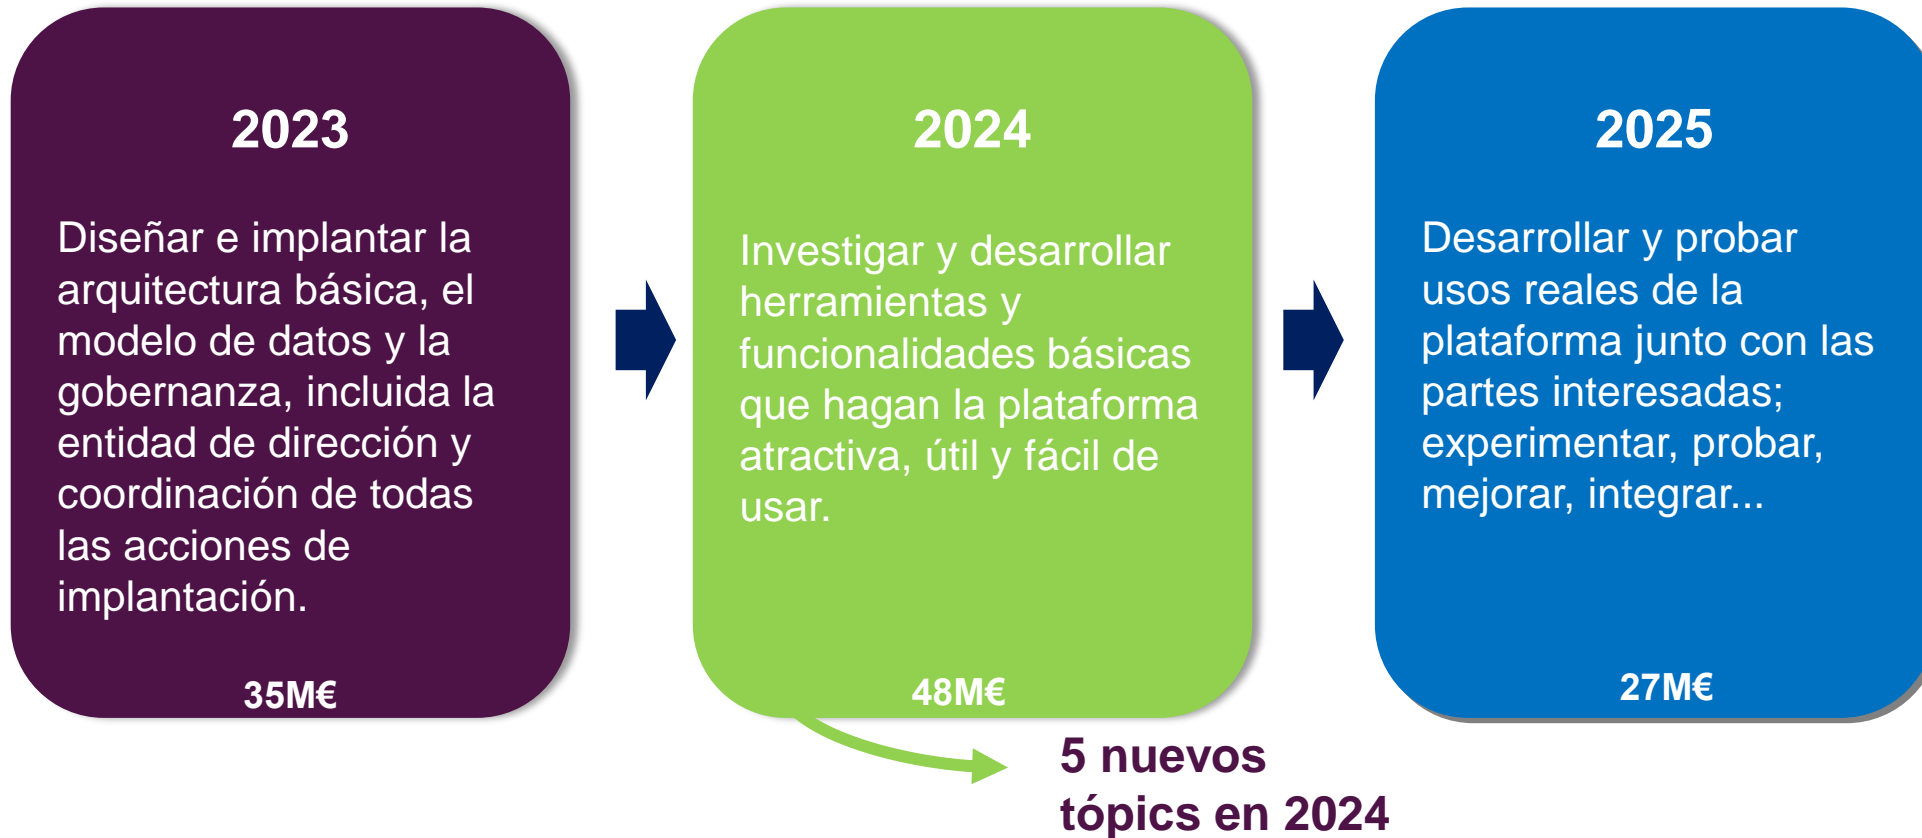 2023
Diseñar e implantar la
arquitectura básica, el
modelo de datos y la
gobernanza, incluida la
entidad de dirección y
coordinación de todas
las acciones de
implantación.
35M€
2024
Investigar y desarrollar
herramientas y
funcionalidades básicas
que hagan la plataforma
atractiva, útil y fácil de
usar.
48M€
5 nuevos
tópics en 2024
2025
Desarrollar y probar
usos reales de la
plataforma junto con las
partes interesadas;
experimentar, probar,
mejorar, integrar...
27M€